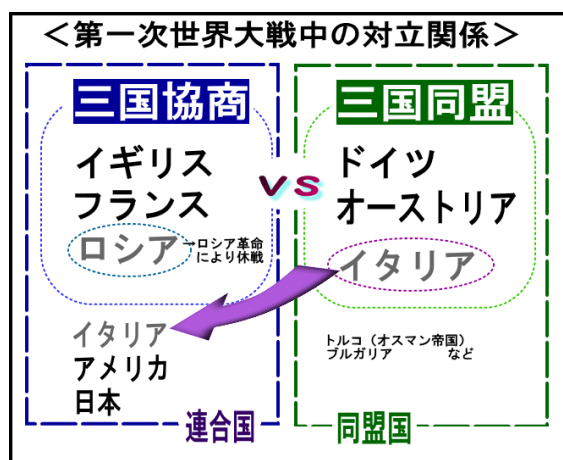 ＜第一次世界大戦中の対立関係＞
三国協商
イギリス
フランス
ロシア
→ロシア革命
により休戦
イタリア
アメリカ
日本
連合国
VS
三国同盟
ドイツ
オーストリア
イタリア
トルコ（オスマン帝国）
ブルガリア　　　など
同盟国